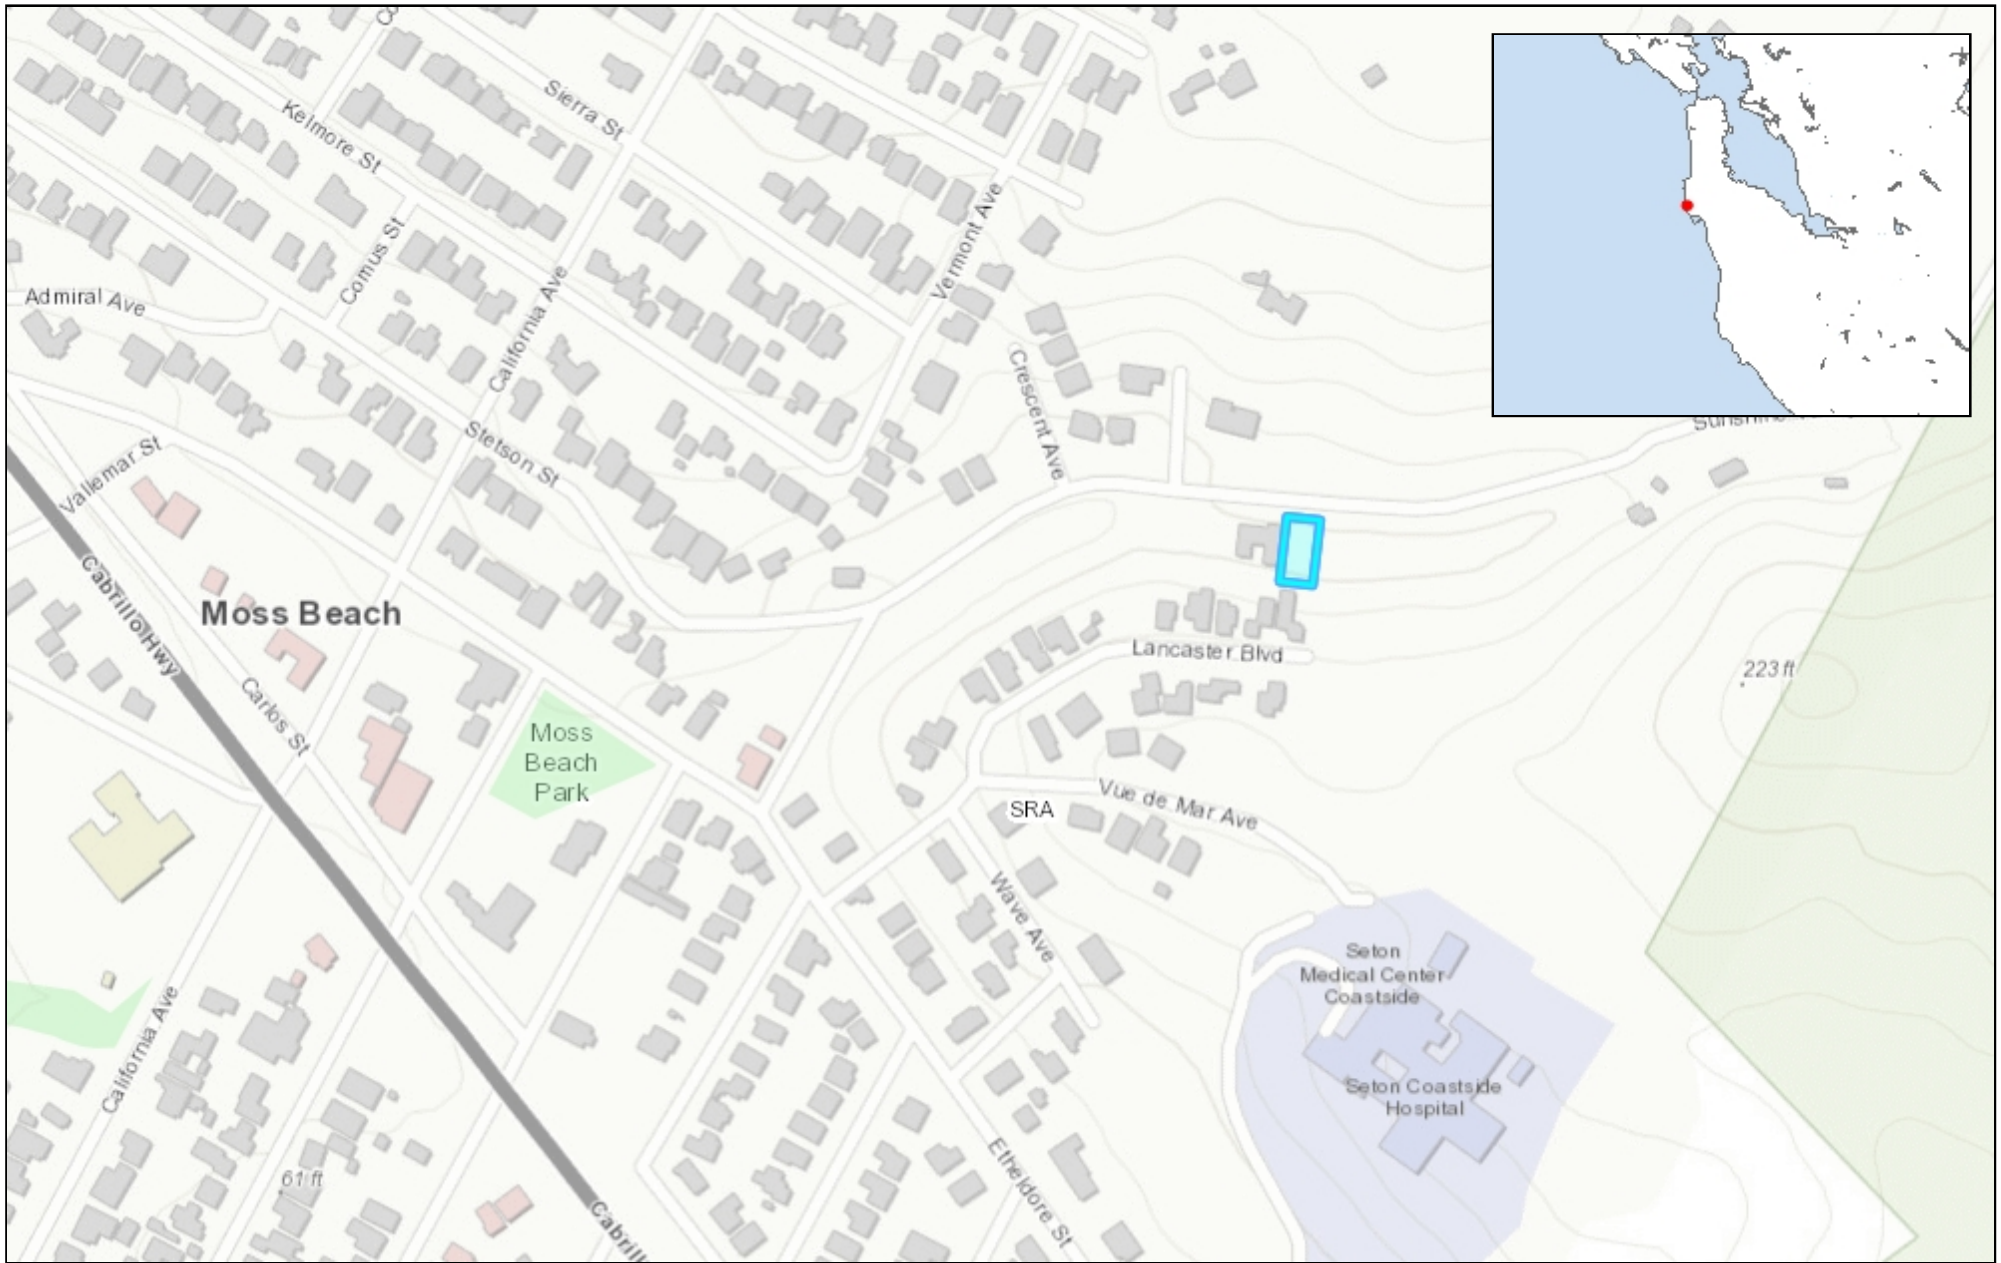 Sierra St
Kelmore St
Comus St
Admiral Ave
California Ave
Vermont Ave
Crescent Ave
Stetson St
Vallemar St
Cabrillo Hwy
Moss Beach
Carlos St
Moss
Beach
Park
Lancaster Blvd
223 ft
SRA
Vue de Mar Ave
Wave Ave
Seton
Medical Center
Coastside
Seton Coastside
Hospital
California Ave
61 ft
Etheldore St